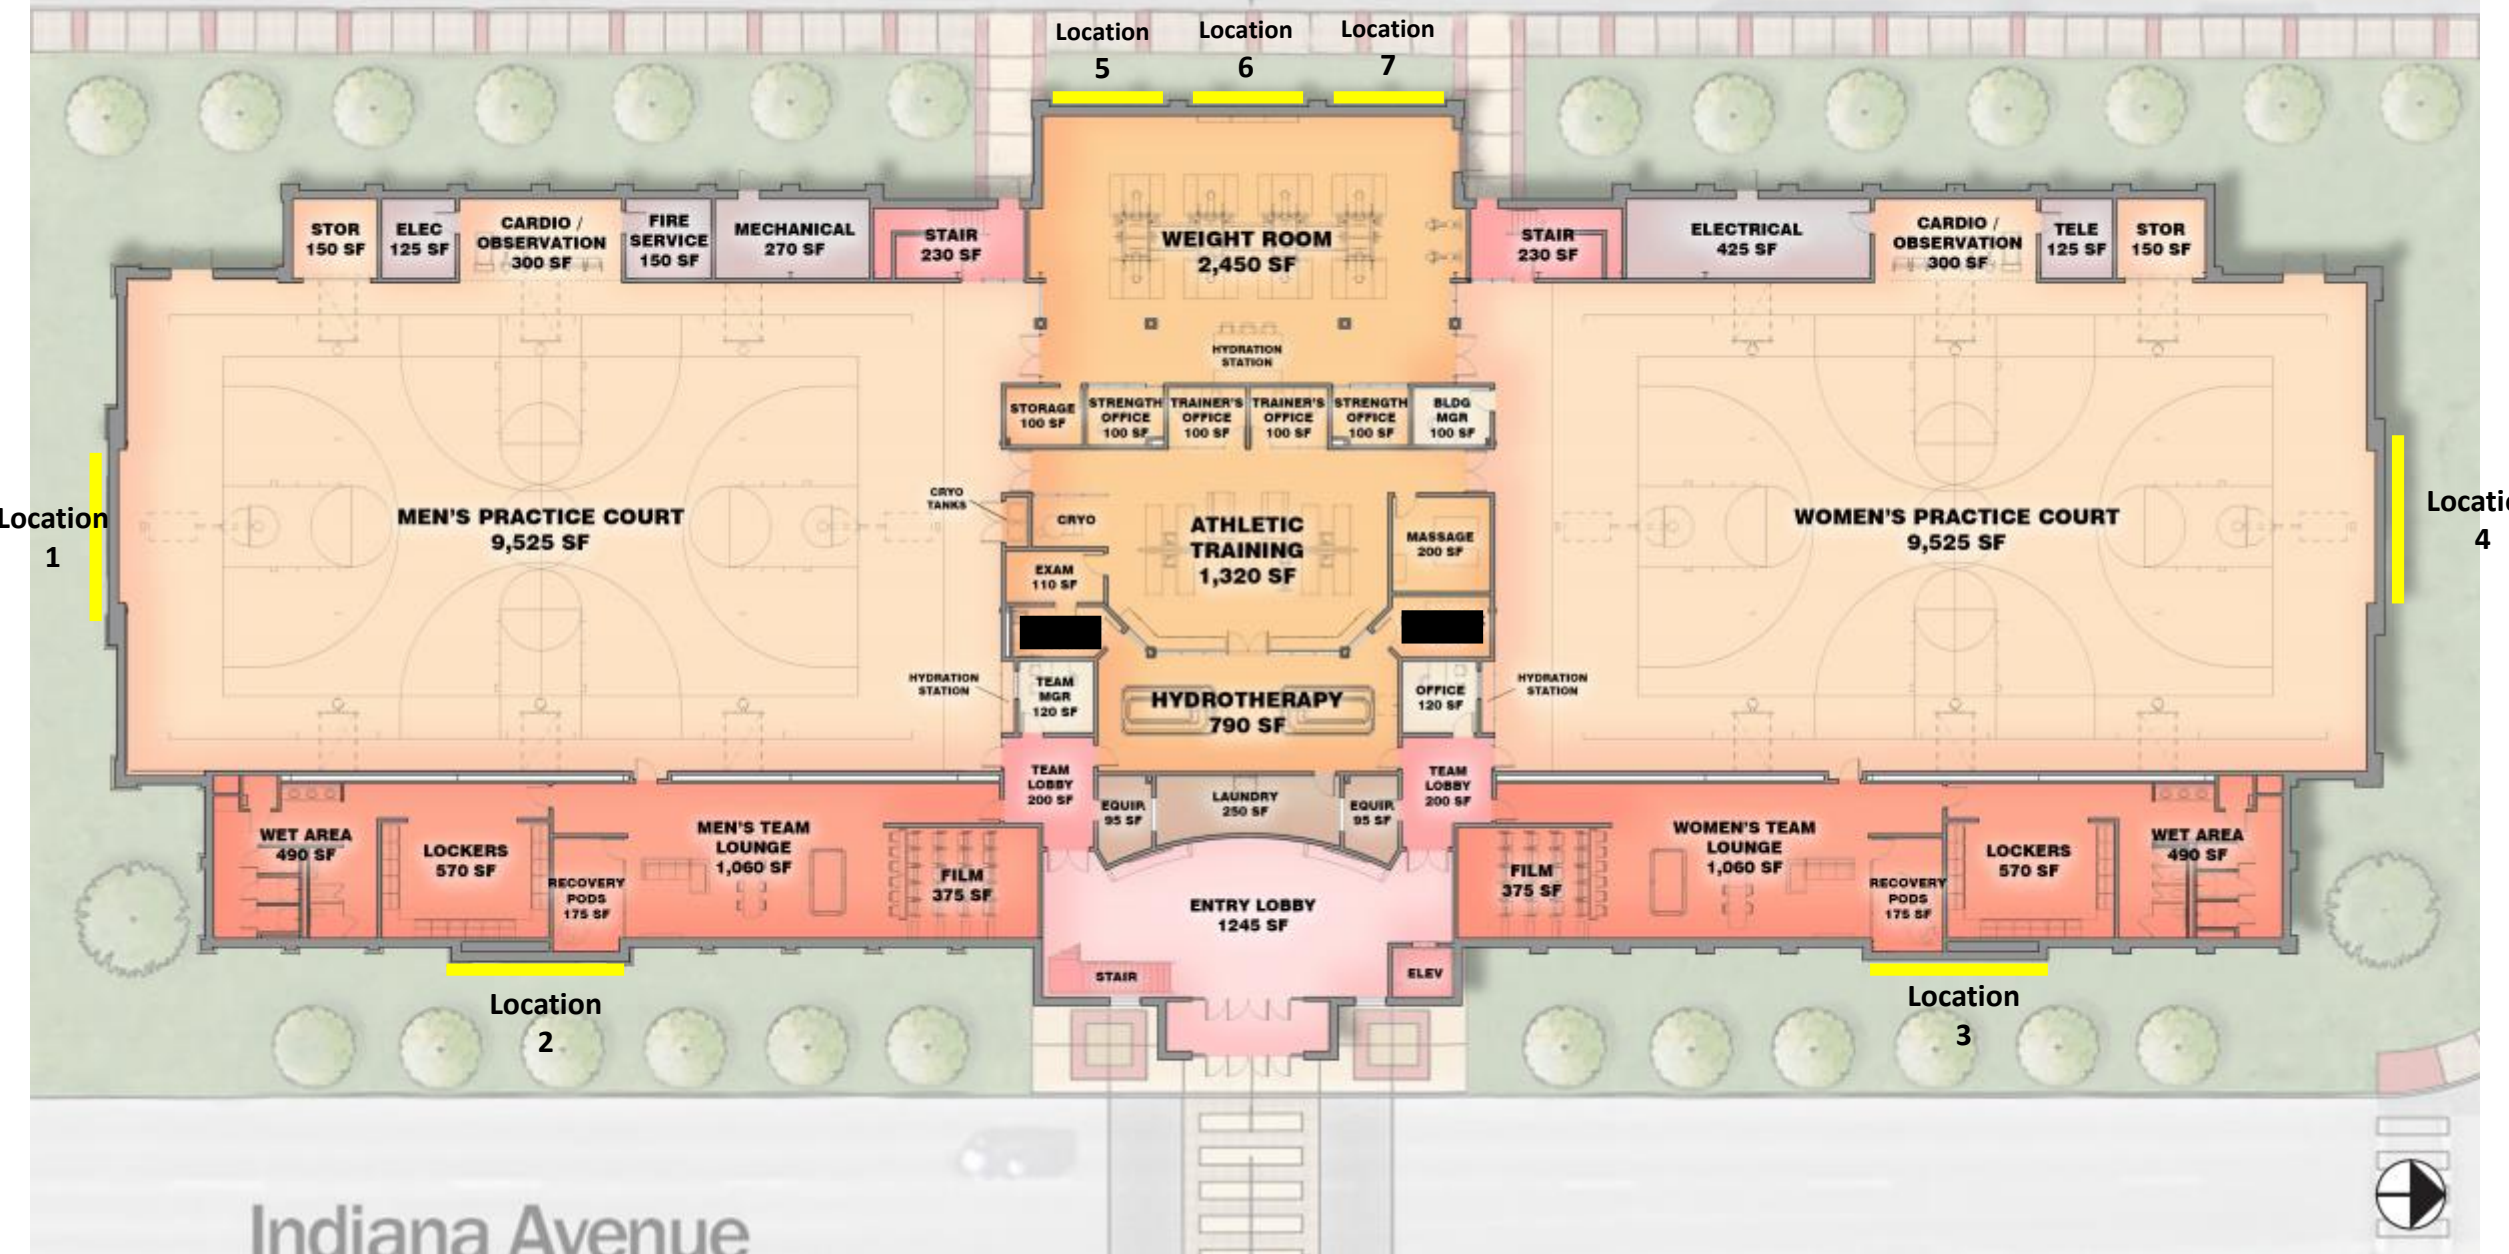 Location
5
Location
6
Location
7
STOR
150 SF
ELEC
125 SF
CARDIO /
OBSERVATION
300 SF
FIRE
SERVICE
150 SF
MECHANICAL
270 SF
STAIR
230 SF
WEIGHT ROOM
2,450 SF
STAIR
230 SF
ELECTRICAL
425 SF
CARDIO /
OBSERVATION
300 SF
TELE
125 SF
STOR
150 SF
HYDRATION
STATION
STORAGE
100 SF
STRENGTH
OFFICE
100 SF
TRAINER'S
OFFICE
100 SF
TRAINER'S
OFFICE
100 SF
STRENGTH
OFFICE
100 SF
BLDG
MGR
100 SF
Location
1
MEN'S PRACTICE COURT
9,525 SF
CRYO
TANKS
CRYO
EXAM
110 SF
ATHLETIC
TRAINING
1,320 SF
MASSAGE
200 SF
WOMEN'S PRACTICE COURT
9,525 SF
Locatio
4
HYDRATION
STATION
TEAM
MGR
120 SF
HYDROTHERAPY
790 SF
OFFICE
120 SF
HYDRATION
STATION
TEAM
LOBBY
200 SF
EQUIP.
95 SF
LAUNDRY
250 SF
EQUIP.
95 SF
TEAM
LOBBY
200 SF
WET AREA
490 SF
LOCKERS
570 SF
RECOVERY
PODS
175 SF
MEN'S TEAM
LOUNGE
1,060 SF
FILM
375 SF
ENTRY LOBBY
1245 SF
STAIR
ELEV
FILM
375 SF
WOMEN'S TEAM
LOUNGE
1,060 SF
RECOVERY
PODS
175 SF
LOCKERS
570 SF
WET AREA
490 SF
Location
2
Location
3
Indiana Avenue